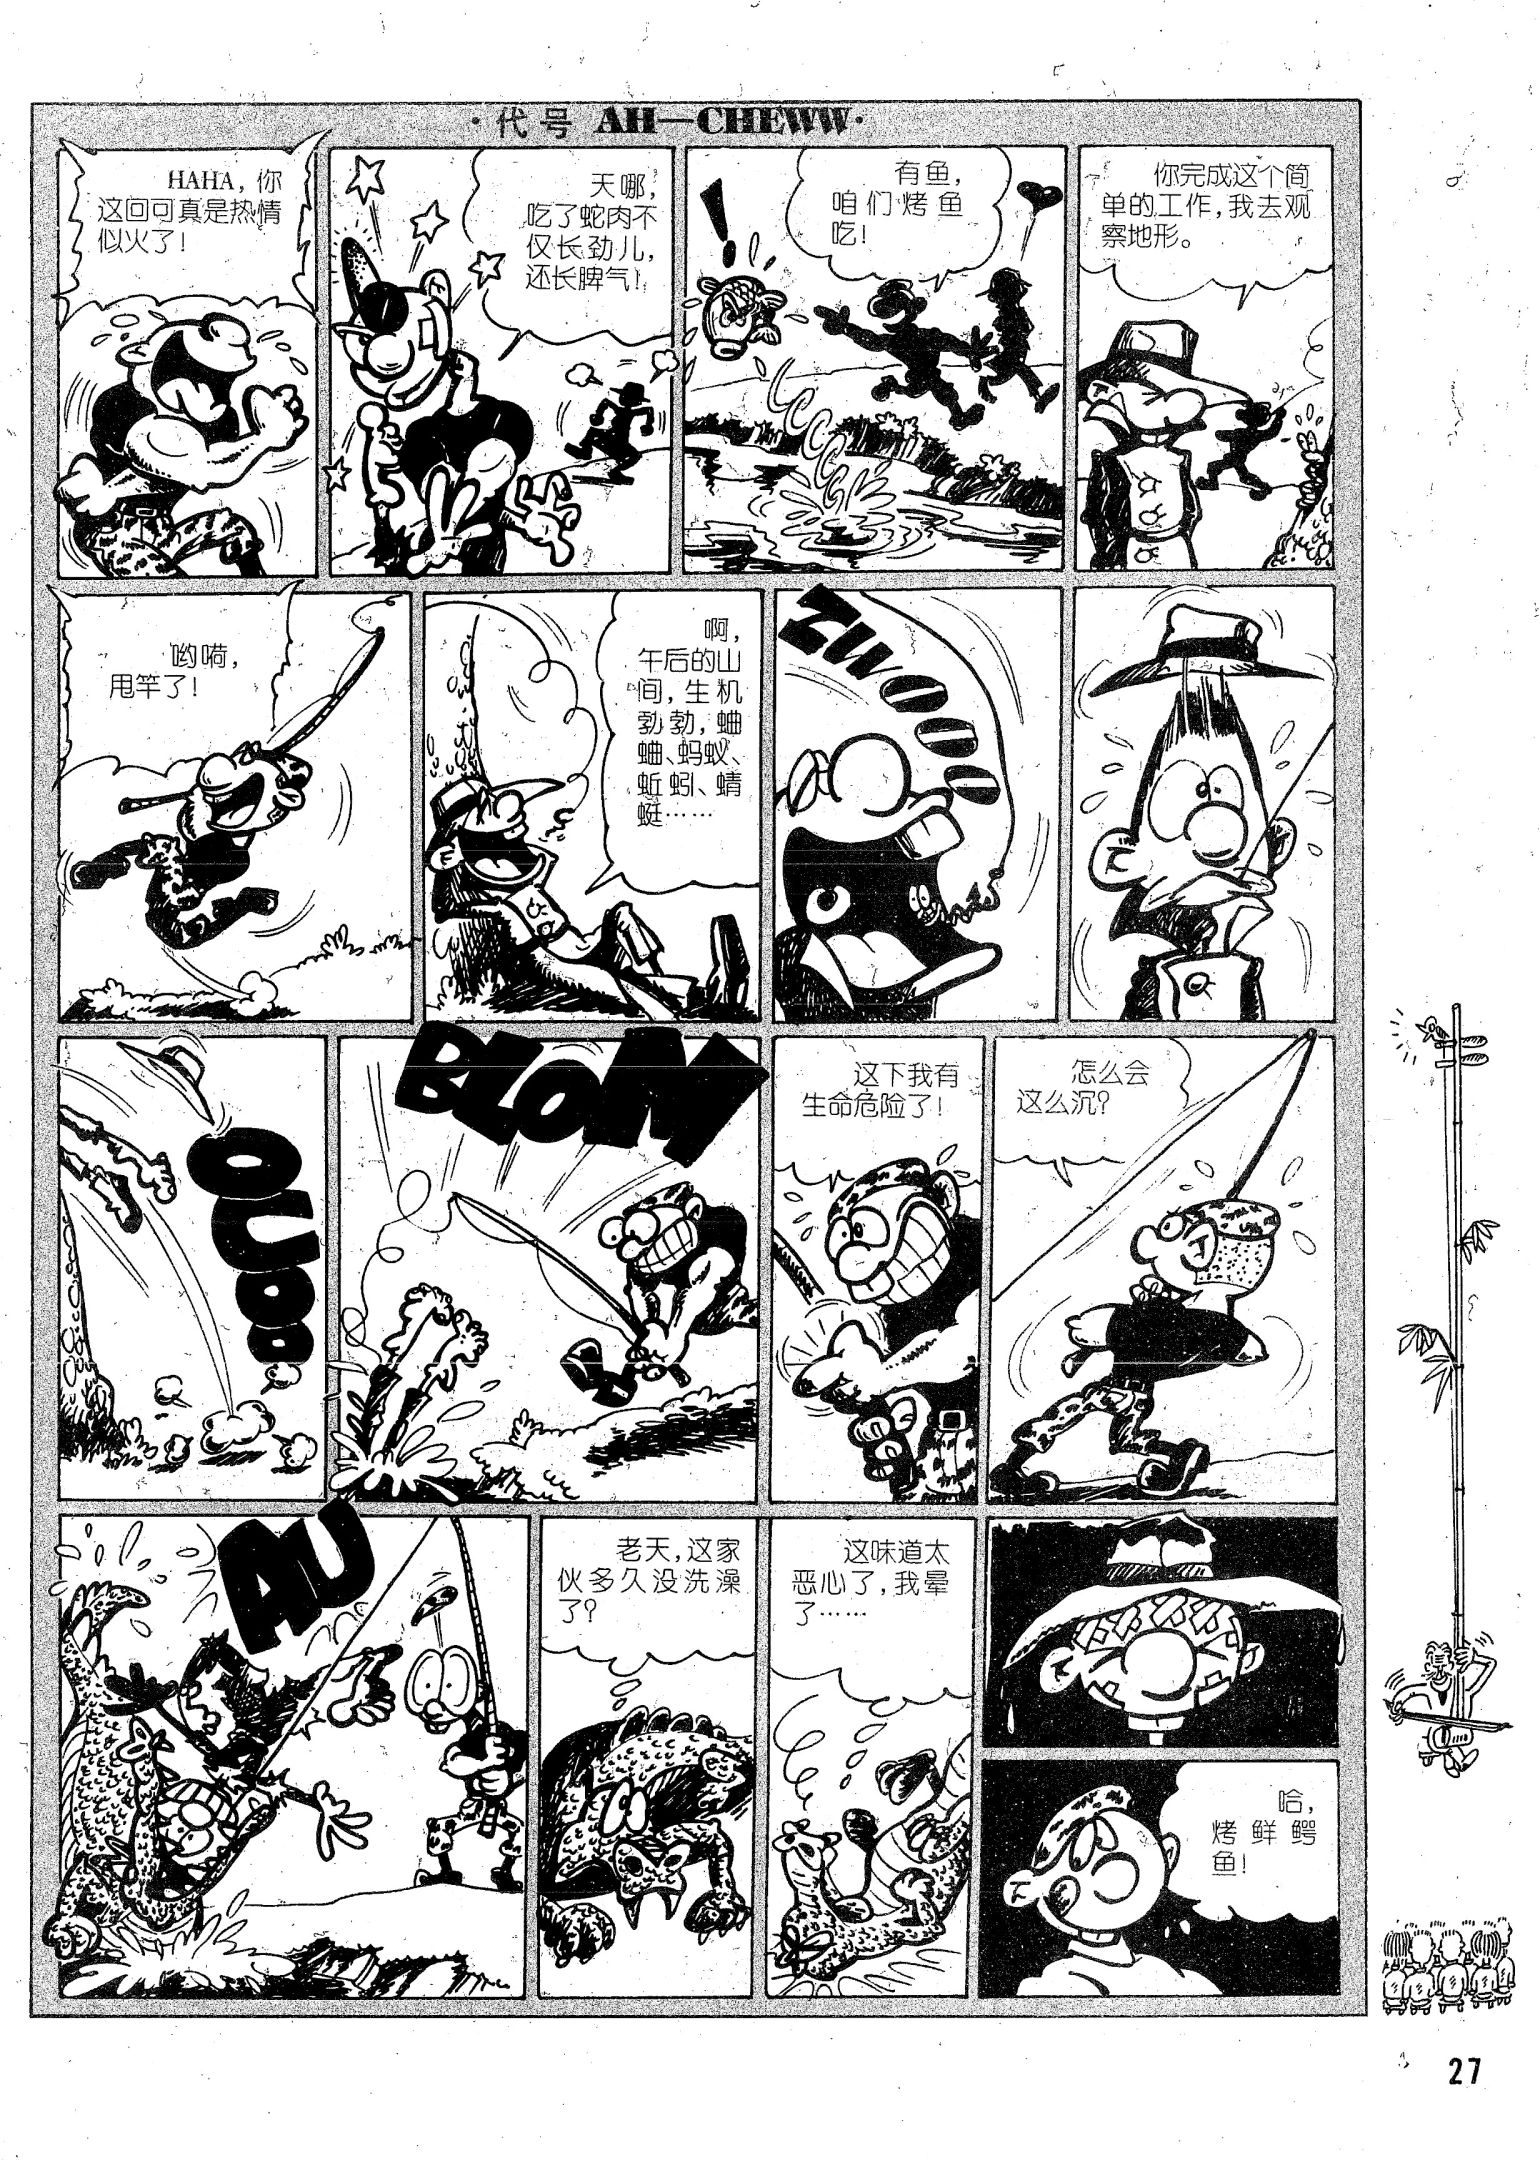 ·代号 AH—CHEWW·
HAHA，你
这回可真是热情
似火了！
天哪，
吃了蛇肉不
仅长劲儿，
还长脾气！
有鱼，
咱们烤鱼
吃！
你完成这个简
单的工作，我去观
察地形。
哟嗬，
甩竿了！
啊，
午后的山
间，生机
勃勃，蛐
蛐、蚂蚁、
蚯蚓、蜻
蜓……
ZWOOO
OUOOO
BLOM
这下我有
生命危险了！
怎么会
这么沉？
AU
老天，这家
伙多久没洗澡
了？
这味道太
恶心了，我晕
了……
哈，
烤鲜鳄
鱼！
27